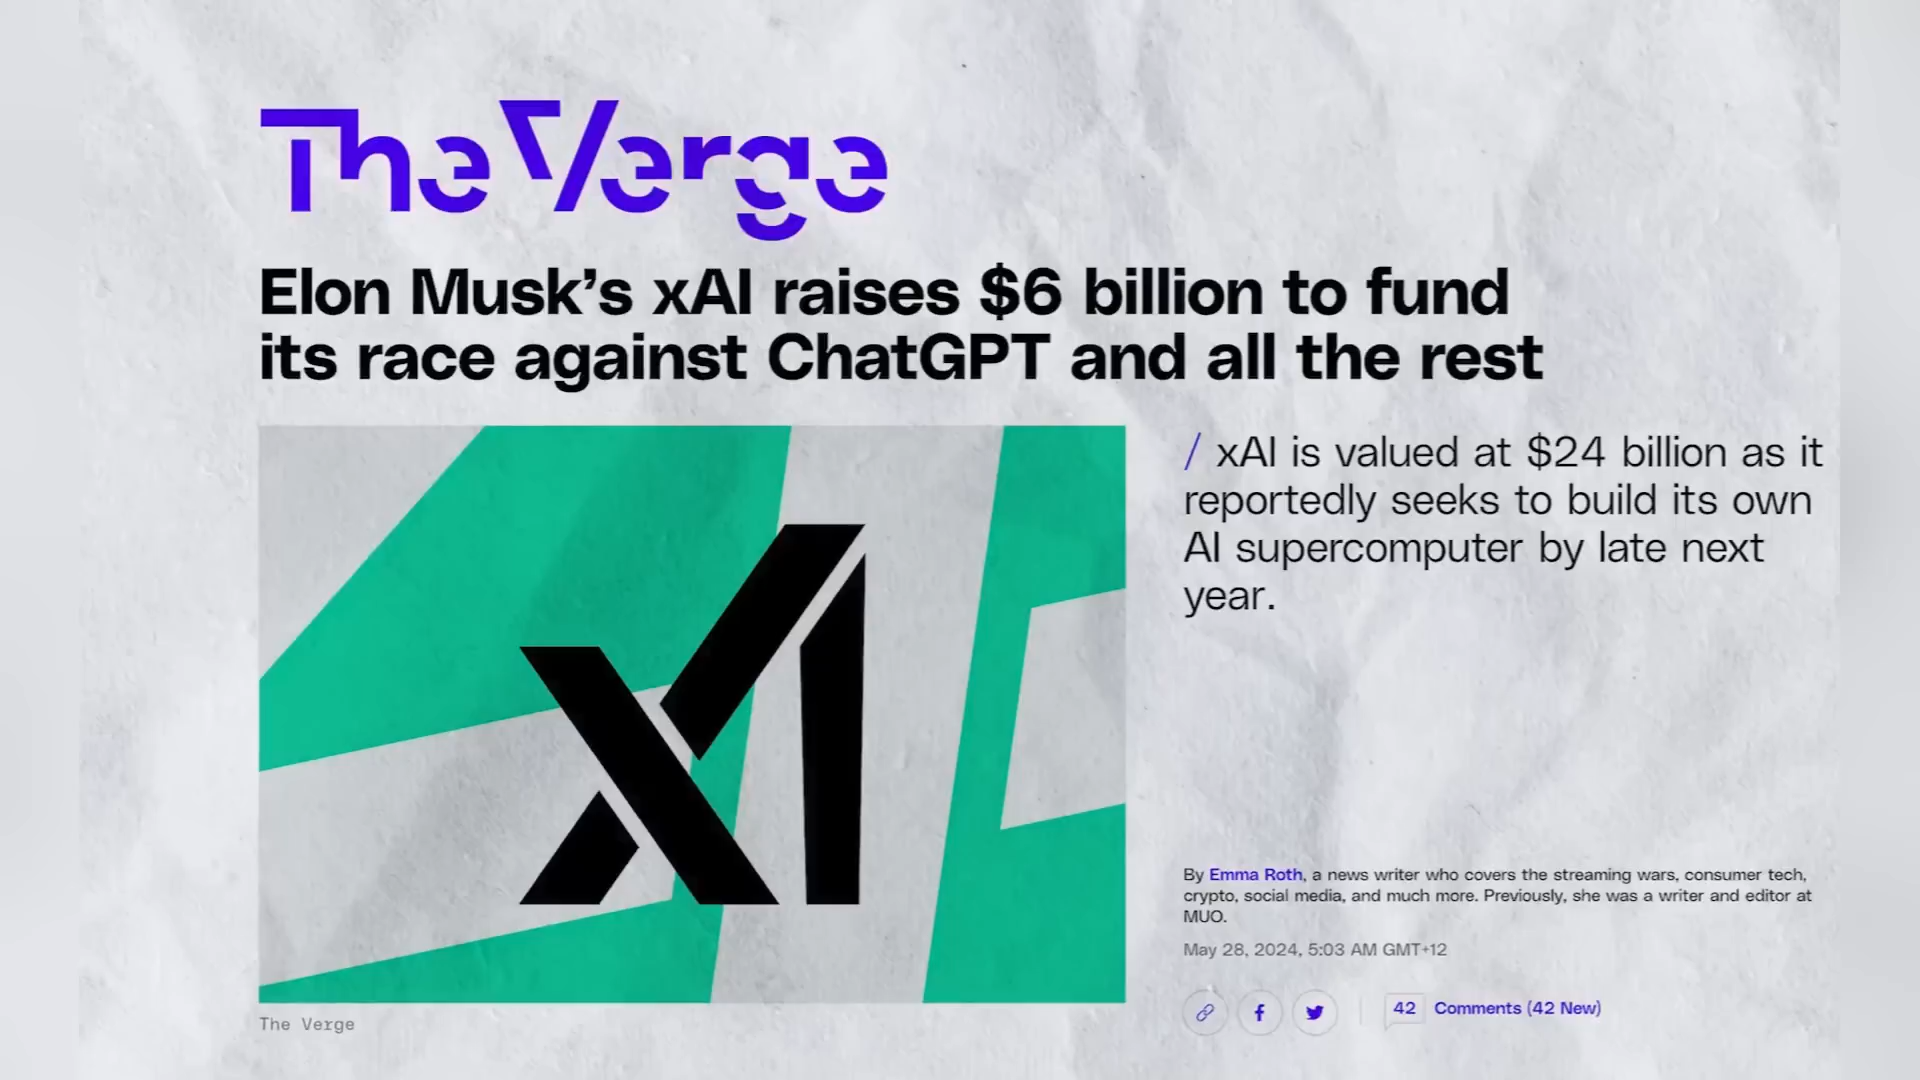 The Verge
Elon Musk’s xAI raises $6 billion to fund
its race against ChatGPT and all the rest
xAI
/ xAI is valued at $24 billion as it
reportedly seeks to build its own
AI supercomputer by late next
year.
By Emma Roth, a news writer who covers the streaming wars, consumer tech,
crypto, social media, and much more. Previously, she was a writer and editor at
MUO.
May 28, 2024, 5:03 AM GMT+12
42 Comments (42 New)
The Verge